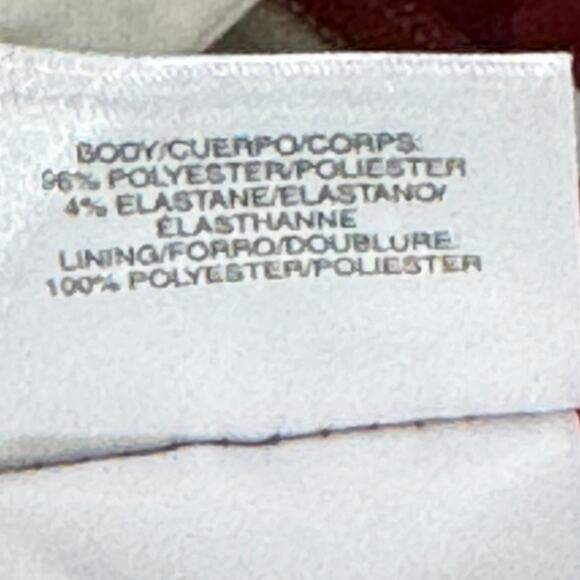 BODY/CUERPO/CORPS:
96% POLYESTER/POLIESTER
4% ELASTANE/ELASTANO/
ÉLASTHANNE
LINING/FORRO/DOUBLURE:
100% POLYESTER/POLIESTER